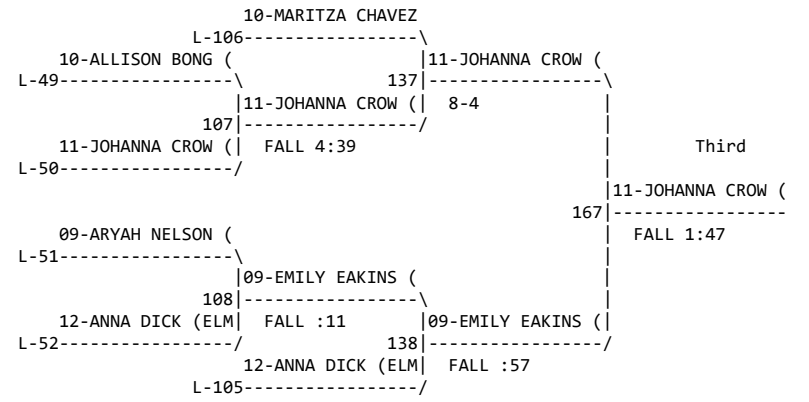 10-MARITZA CHAVEZ
L-106-----------------\
10-ALLISON BONG ( |11-JOHANNA CROW (
L-49-----------------\ 137|-----------------\
|11-JOHANNA CROW (| 8-4 |
107|-----------------/ |
11-JOHANNA CROW (| FALL 4:39 | Third
L-50-----------------/ |
|11-JOHANNA CROW (
167|-----------------
09-ARYAH NELSON ( | FALL 1:47
L-51-----------------\ |
|09-EMILY EAKINS ( |
108|-----------------\ |
12-ANNA DICK (ELM| FALL :11 |09-EMILY EAKINS (|
L-52-----------------/ 138|-----------------/
12-ANNA DICK (ELM| FALL :57
L-105-----------------/